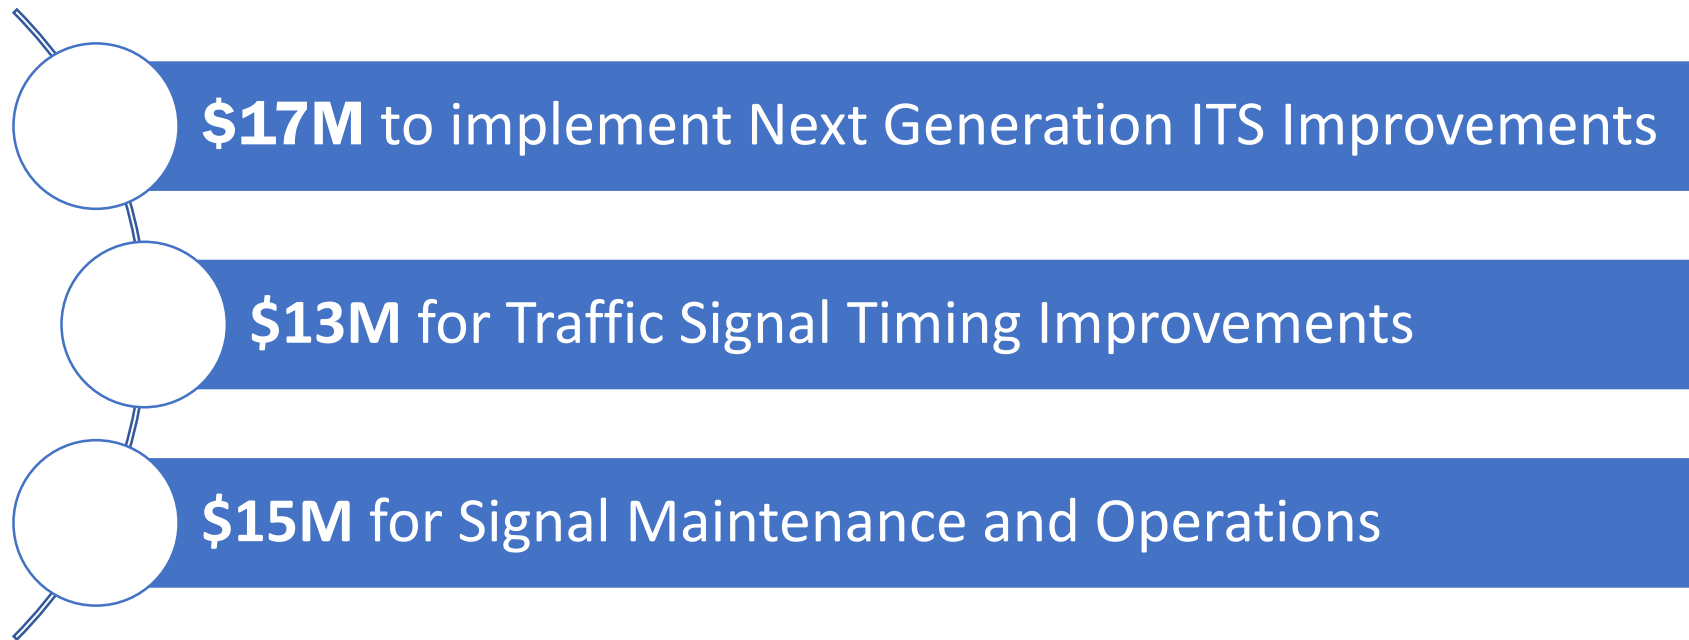 $17M to implement Next Generation ITS Improvements
$13M for Traffic Signal Timing Improvements
$15M for Signal Maintenance and Operations